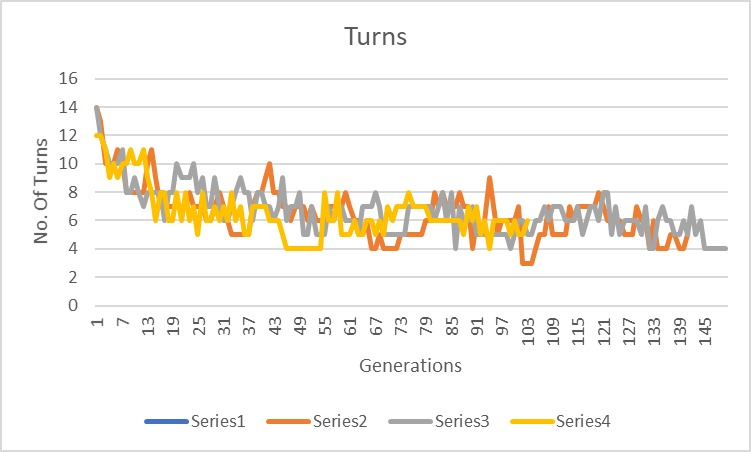 Turns
No. Of Turns
16
14
12
10
8
6
4
2
0
1 7 13 19 25 31 37 43 49 55 61 67 73 79 85 91 97 103 109 115 121 127 133 139 145
Generations
Series1 Series2 Series3 Series4